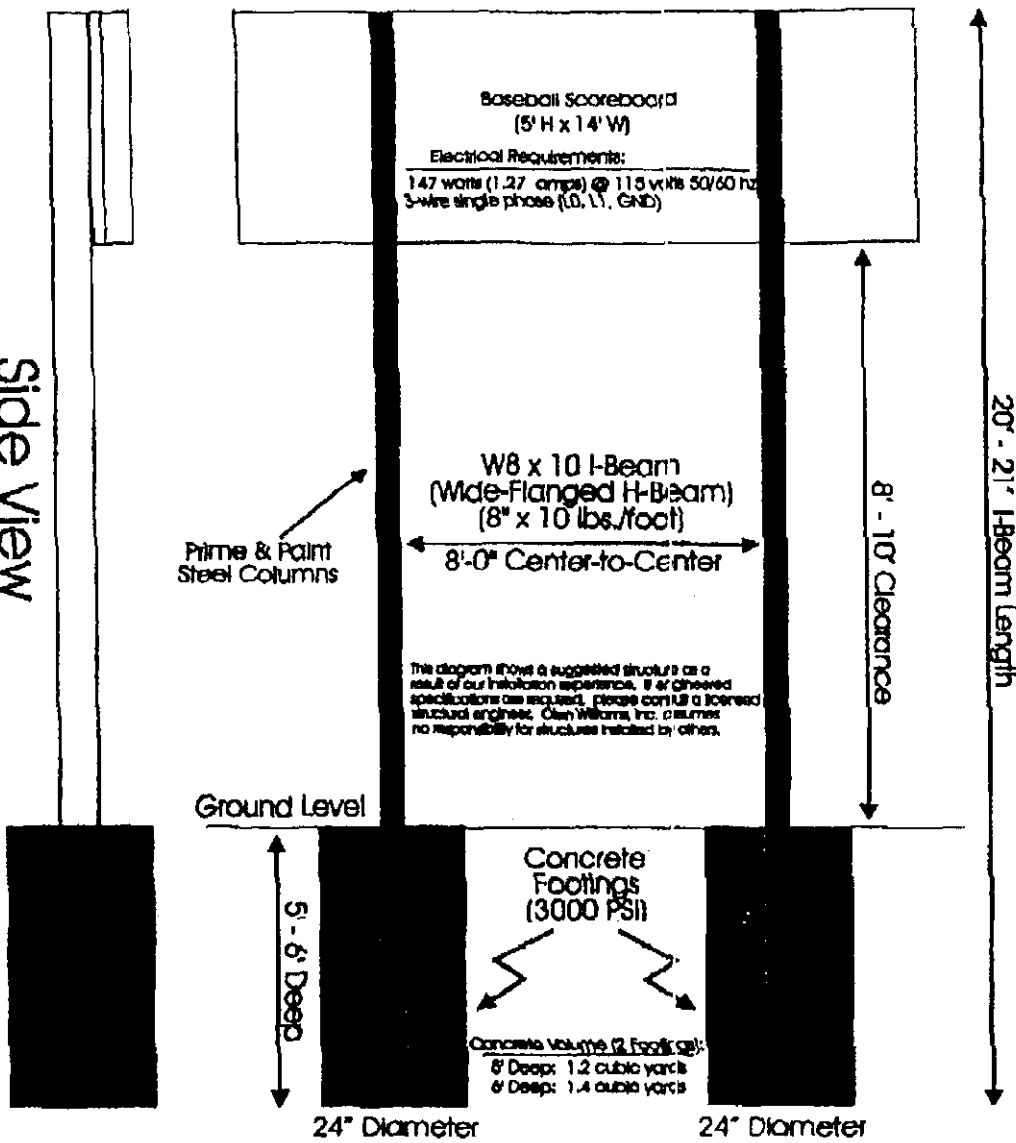 Baseball Scoreboard
(5' H x 14' W)
Electrical Requirements:
147 watts (1.27 amps) @ 115 volts 50/60 hz
3-wire single phase (L0, L1, GND)
Side View
Prime & Paint
Steel Columns
W8 x 10 I-Beam
(Wide-Flanged H-Beam)
(8" x 10 lbs./foot)
8'-0" Center-to-Center
8' - 10' Clearance
20' - 21' I-Beam Length
This diagram shows a suggested structure as a
result of our installation experience. If engineered
specifications are required, please consult a licensed
structural engineer. Williams, Inc. assumes
no responsibility for structures installed by others.
Ground Level
5' - 6' Deep
Concrete
Footings
(3000 PSI)
Concrete Volume (2 Footings):
Deep: 1.2 cubic yards
6' Deep: 1.4 cubic yards
24" Diameter
24" Diameter